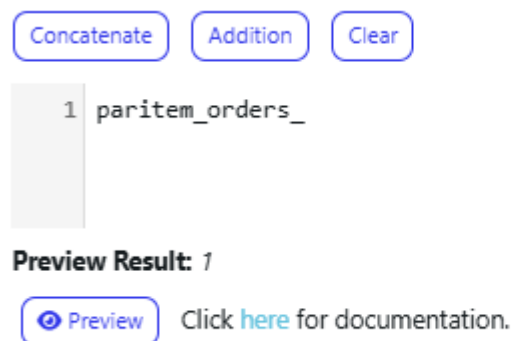 Concatenate Addition Clear
1 paritem_orders_
Preview Result: 1
Preview Click here for documentation.